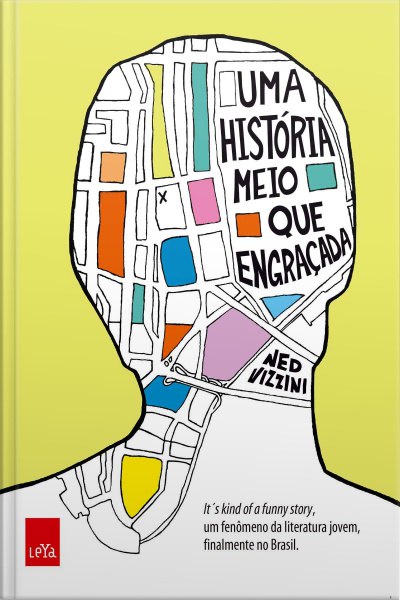 UMA
HISTÓRIA
MEIO
QUE
ENGRAÇADA
NED
VIZZINI
X
It´s kind of a funny story,
um fenômeno da literatura jovem,
finalmente no Brasil.
LeYa